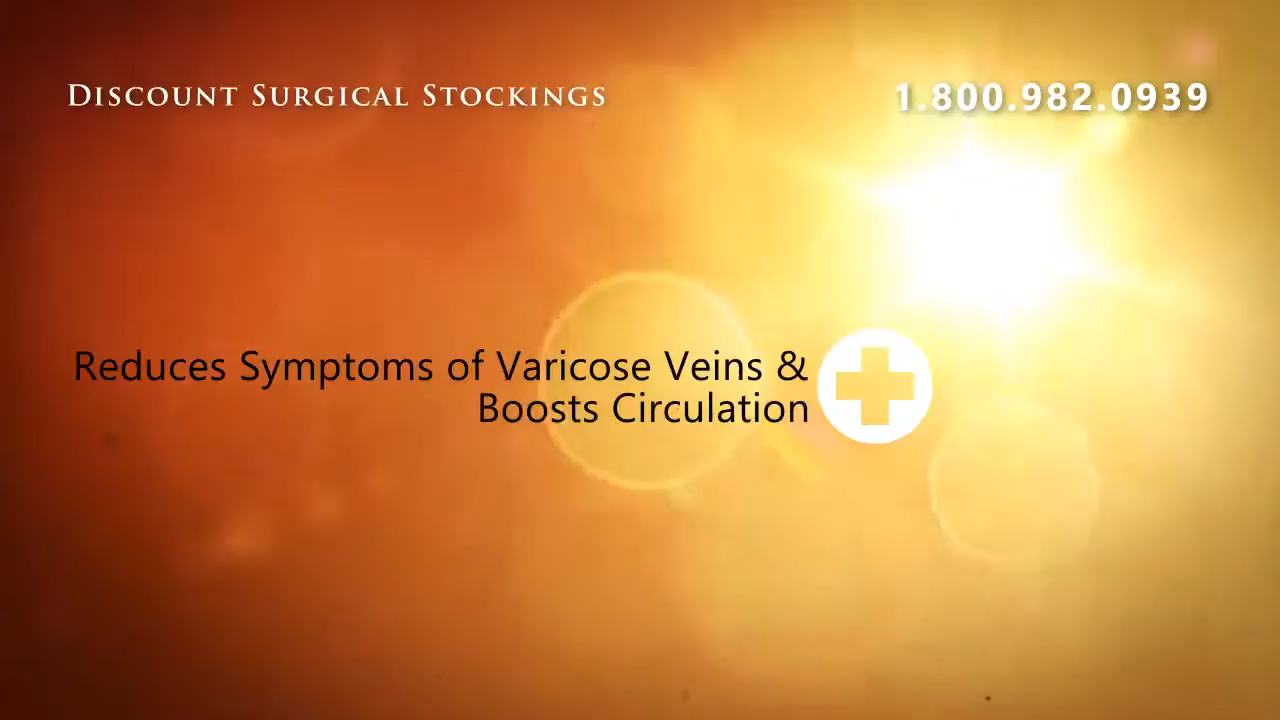 Discount Surgical Stockings
1.800.982.0939
Reduces Symptoms of Varicose Veins &
Boosts Circulation